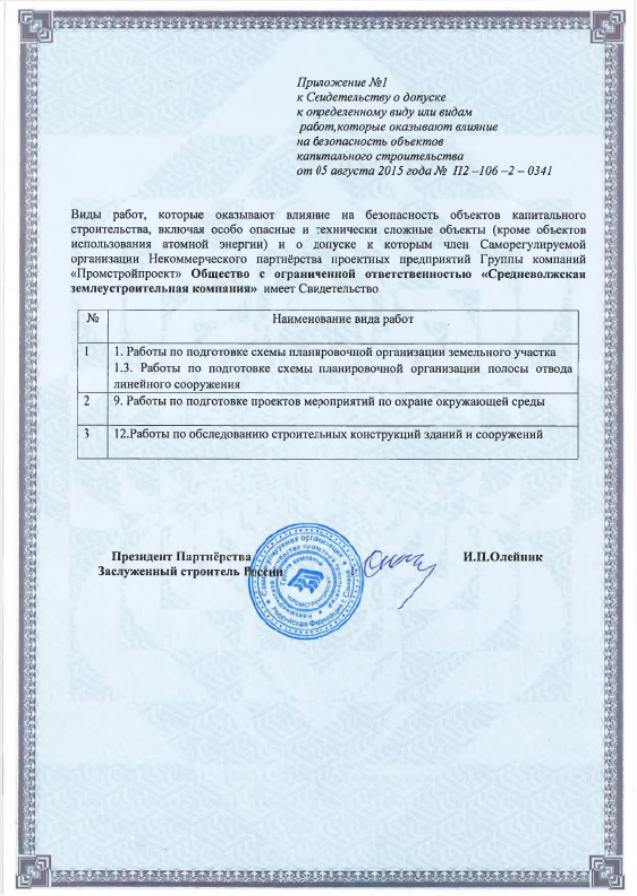 Приложение №1
к Свидетельству о допуске
к определенному виду или видам
работ,которые оказывают влияние
на безопасность объектов
капитального строительства
от 05 августа 2015 года № П2 –106 –2 – 0341
Виды работ, которые оказывают влияние на безопасность объектов капитального
строительства, включая особо опасные и технически сложные объекты (кроме объектов
использования атомной энергии) и о допуске к которым член Саморегулируемой
организации Некоммерческого партнёрства проектных предприятий Группы компаний
«Промстройпроект» Общество с ограниченной ответственностью «Средневолжская
землеустроительная компания» имеет Свидетельство
№ Наименование вида работ
1 1. Работы по подготовке схемы планировочной организации земельного участка
1.3. Работы по подготовке схемы планировочной организации полосы отвода
линейного сооружения
2 9. Работы по подготовке проектов мероприятий по охране окружающей среды
3 12.Работы по обследованию строительных конструкций зданий и сооружений
Президент Партнёрства
Заслуженный строитель России
И.П.Олейник